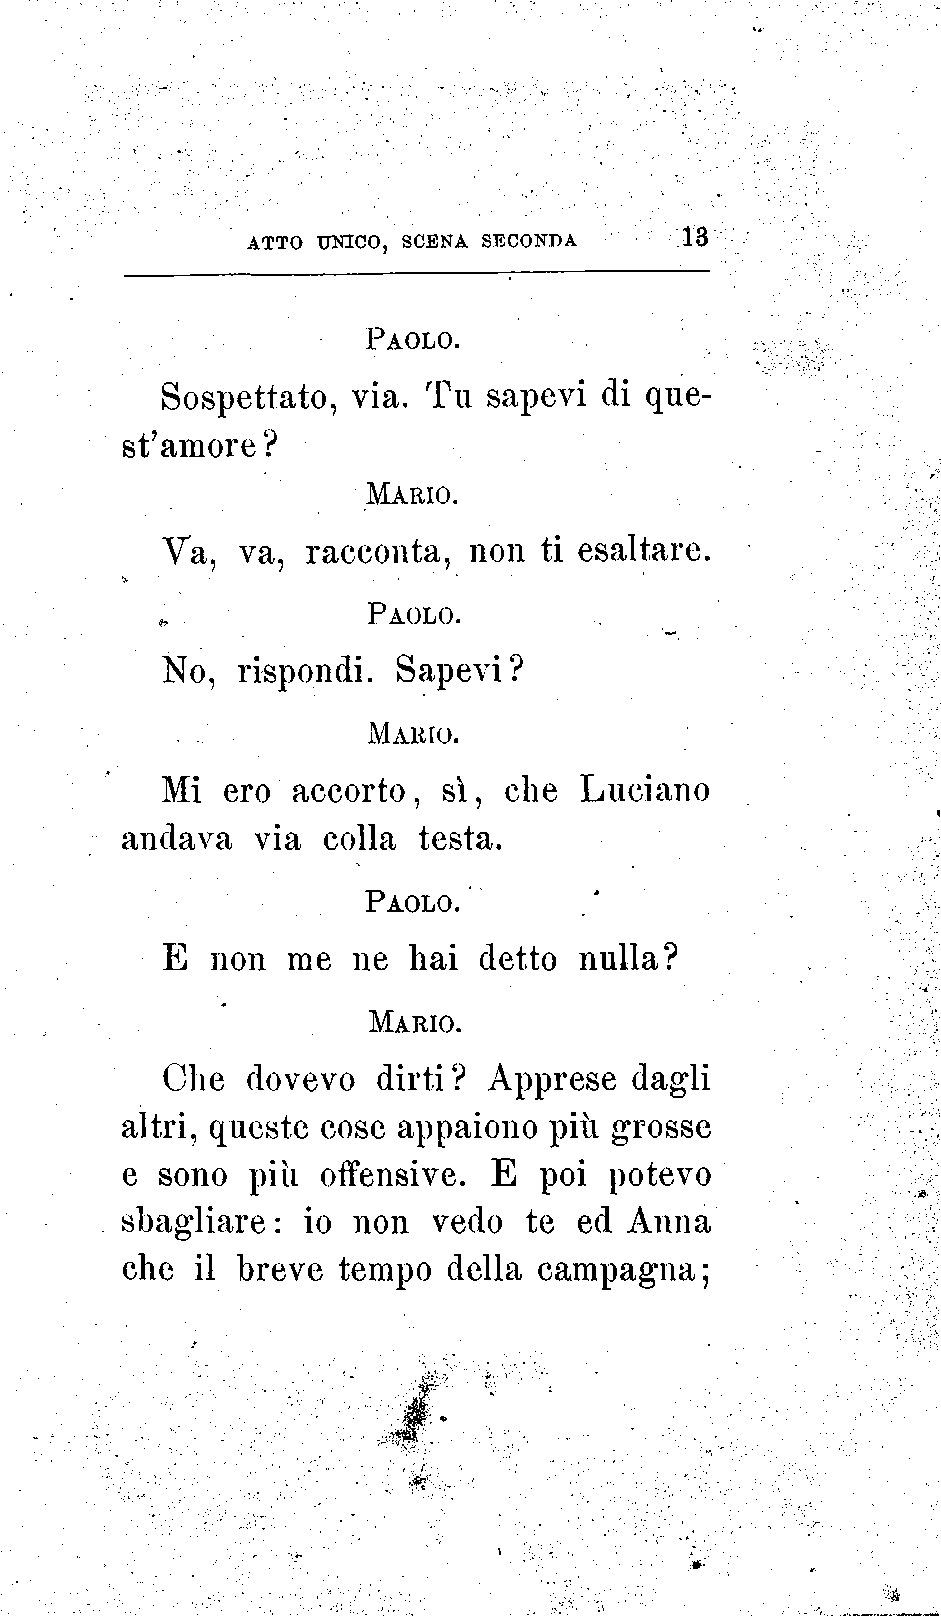 ATTO UNICO, SCENA SECONDA 13
PAOLO.
Sospettato, via. Tu sapevi di que-
st'amore?
MARIO.
Va, va, racconta, non ti esaltare.
PAOLO.
No, rispondi. Sapevi?
MARIO.
Mi ero accorto, sì, che Luciano
andava via colla testa.
PAOLO.
E non me ne hai detto nulla?
MARIO.
Che dovevo dirti? Apprese dagli
altri, queste cose appaiono più grosse
e sono più offensive. E poi potevo
sbagliare: io non vedo te ed Anna
che il breve tempo della campagna;